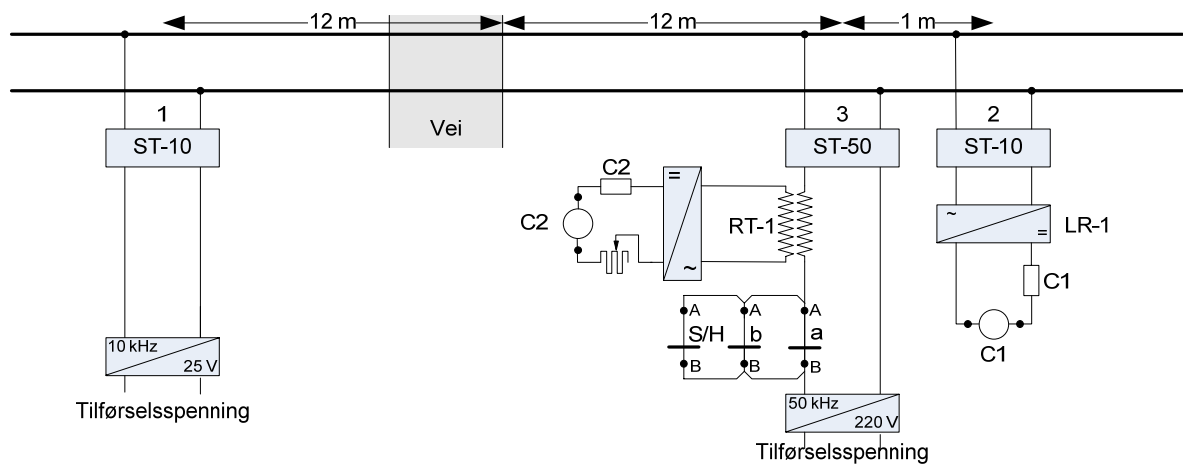 12 m
12 m
1 m
Vei
1
ST-10
3
ST-50
2
ST-10
C2
C2
=
~
RT-1
~
=
LR-1
C1
C1
A
A
A
S/H
b
a
B
B
B
10 kHz
25 V
Tilførselsspenning
50 kHz
220 V
Tilførselsspenning